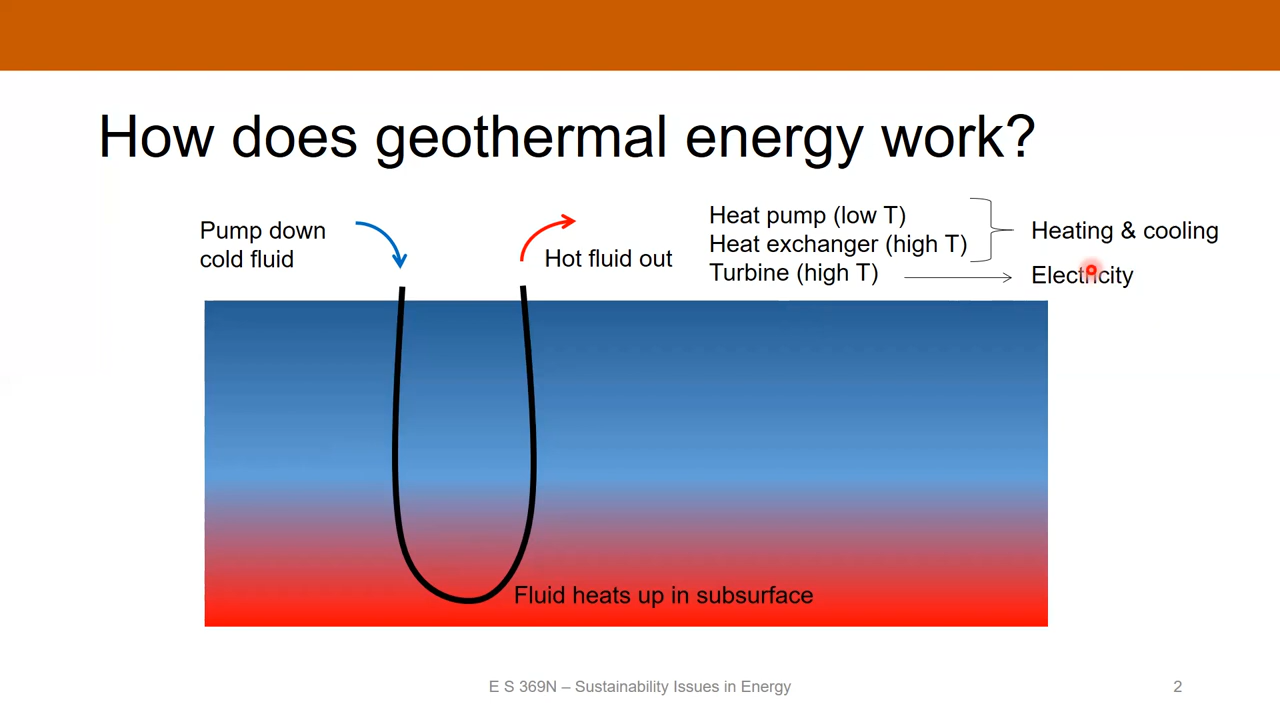 How does geothermal energy work?
Pump down
cold fluid
Hot fluid out
Heat pump (low T)
Heat exchanger (high T)
Turbine (high T)
Heating & cooling
Electricity
Fluid heats up in subsurface
E S 369N – Sustainability Issues in Energy
2